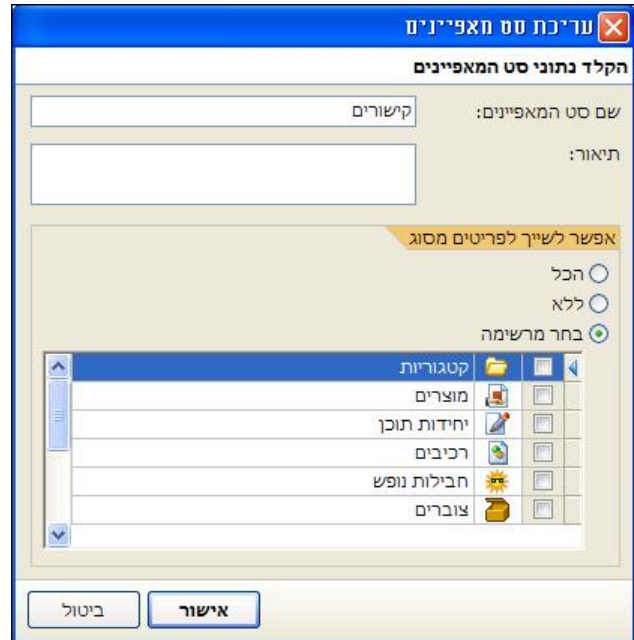 עריכת סט מאפיינים
הקלד נתוני סט המאפיינים
שם סט המאפיינים: קישורים
תיאור:
אפשר לשייך לפריטים מסוג
הכל
ללא
בחר מרשימה
קטגוריות
מוצרים
יחידות תוכן
רכיבים
חבילות נופש
צוברים
אישור ביטול